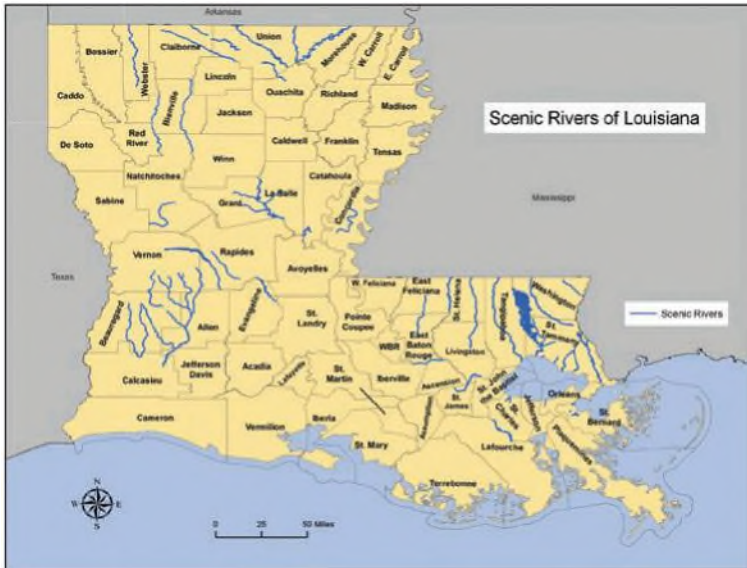 Arkansas
Bossier
Webster
Claiborne
Union
Morehouse
W. Carroll
E. Carroll
Caddo
Lincoln
Ouachita
Richland
Madison
Bienville
Jackson
De Soto
Red
River
Caldwell
Franklin
Tensas
Winn
Natchitoches
Catahoula
Sabine
Grant
La Salle
Concordia
Scenic Rivers of Louisiana
Mississippi
Texas
Vernon
Rapides
Avoyelles
W. Feliciana
East
Feliciana
St. Helena
Tangipahoa
Washington
Beauregard
Allen
Evangeline
St.
Landry
Pointe
Coupee
East
Baton
Rouge
WBR
Livingston
St.
Tammany
Scenic Rivers
Calcasieu
Jefferson
Davis
Acadia
Lafayette
St.
Martin
Iberville
Ascension
St.
James
St. John
the Baptist
St.
Charles
Jefferson
Orleans
St.
Bernard
Plaquemines
Assumption
Cameron
Vermilion
Iberia
St. Mary
Lafourche
Terrebonne
N
W
E
S
0
25
50 Miles